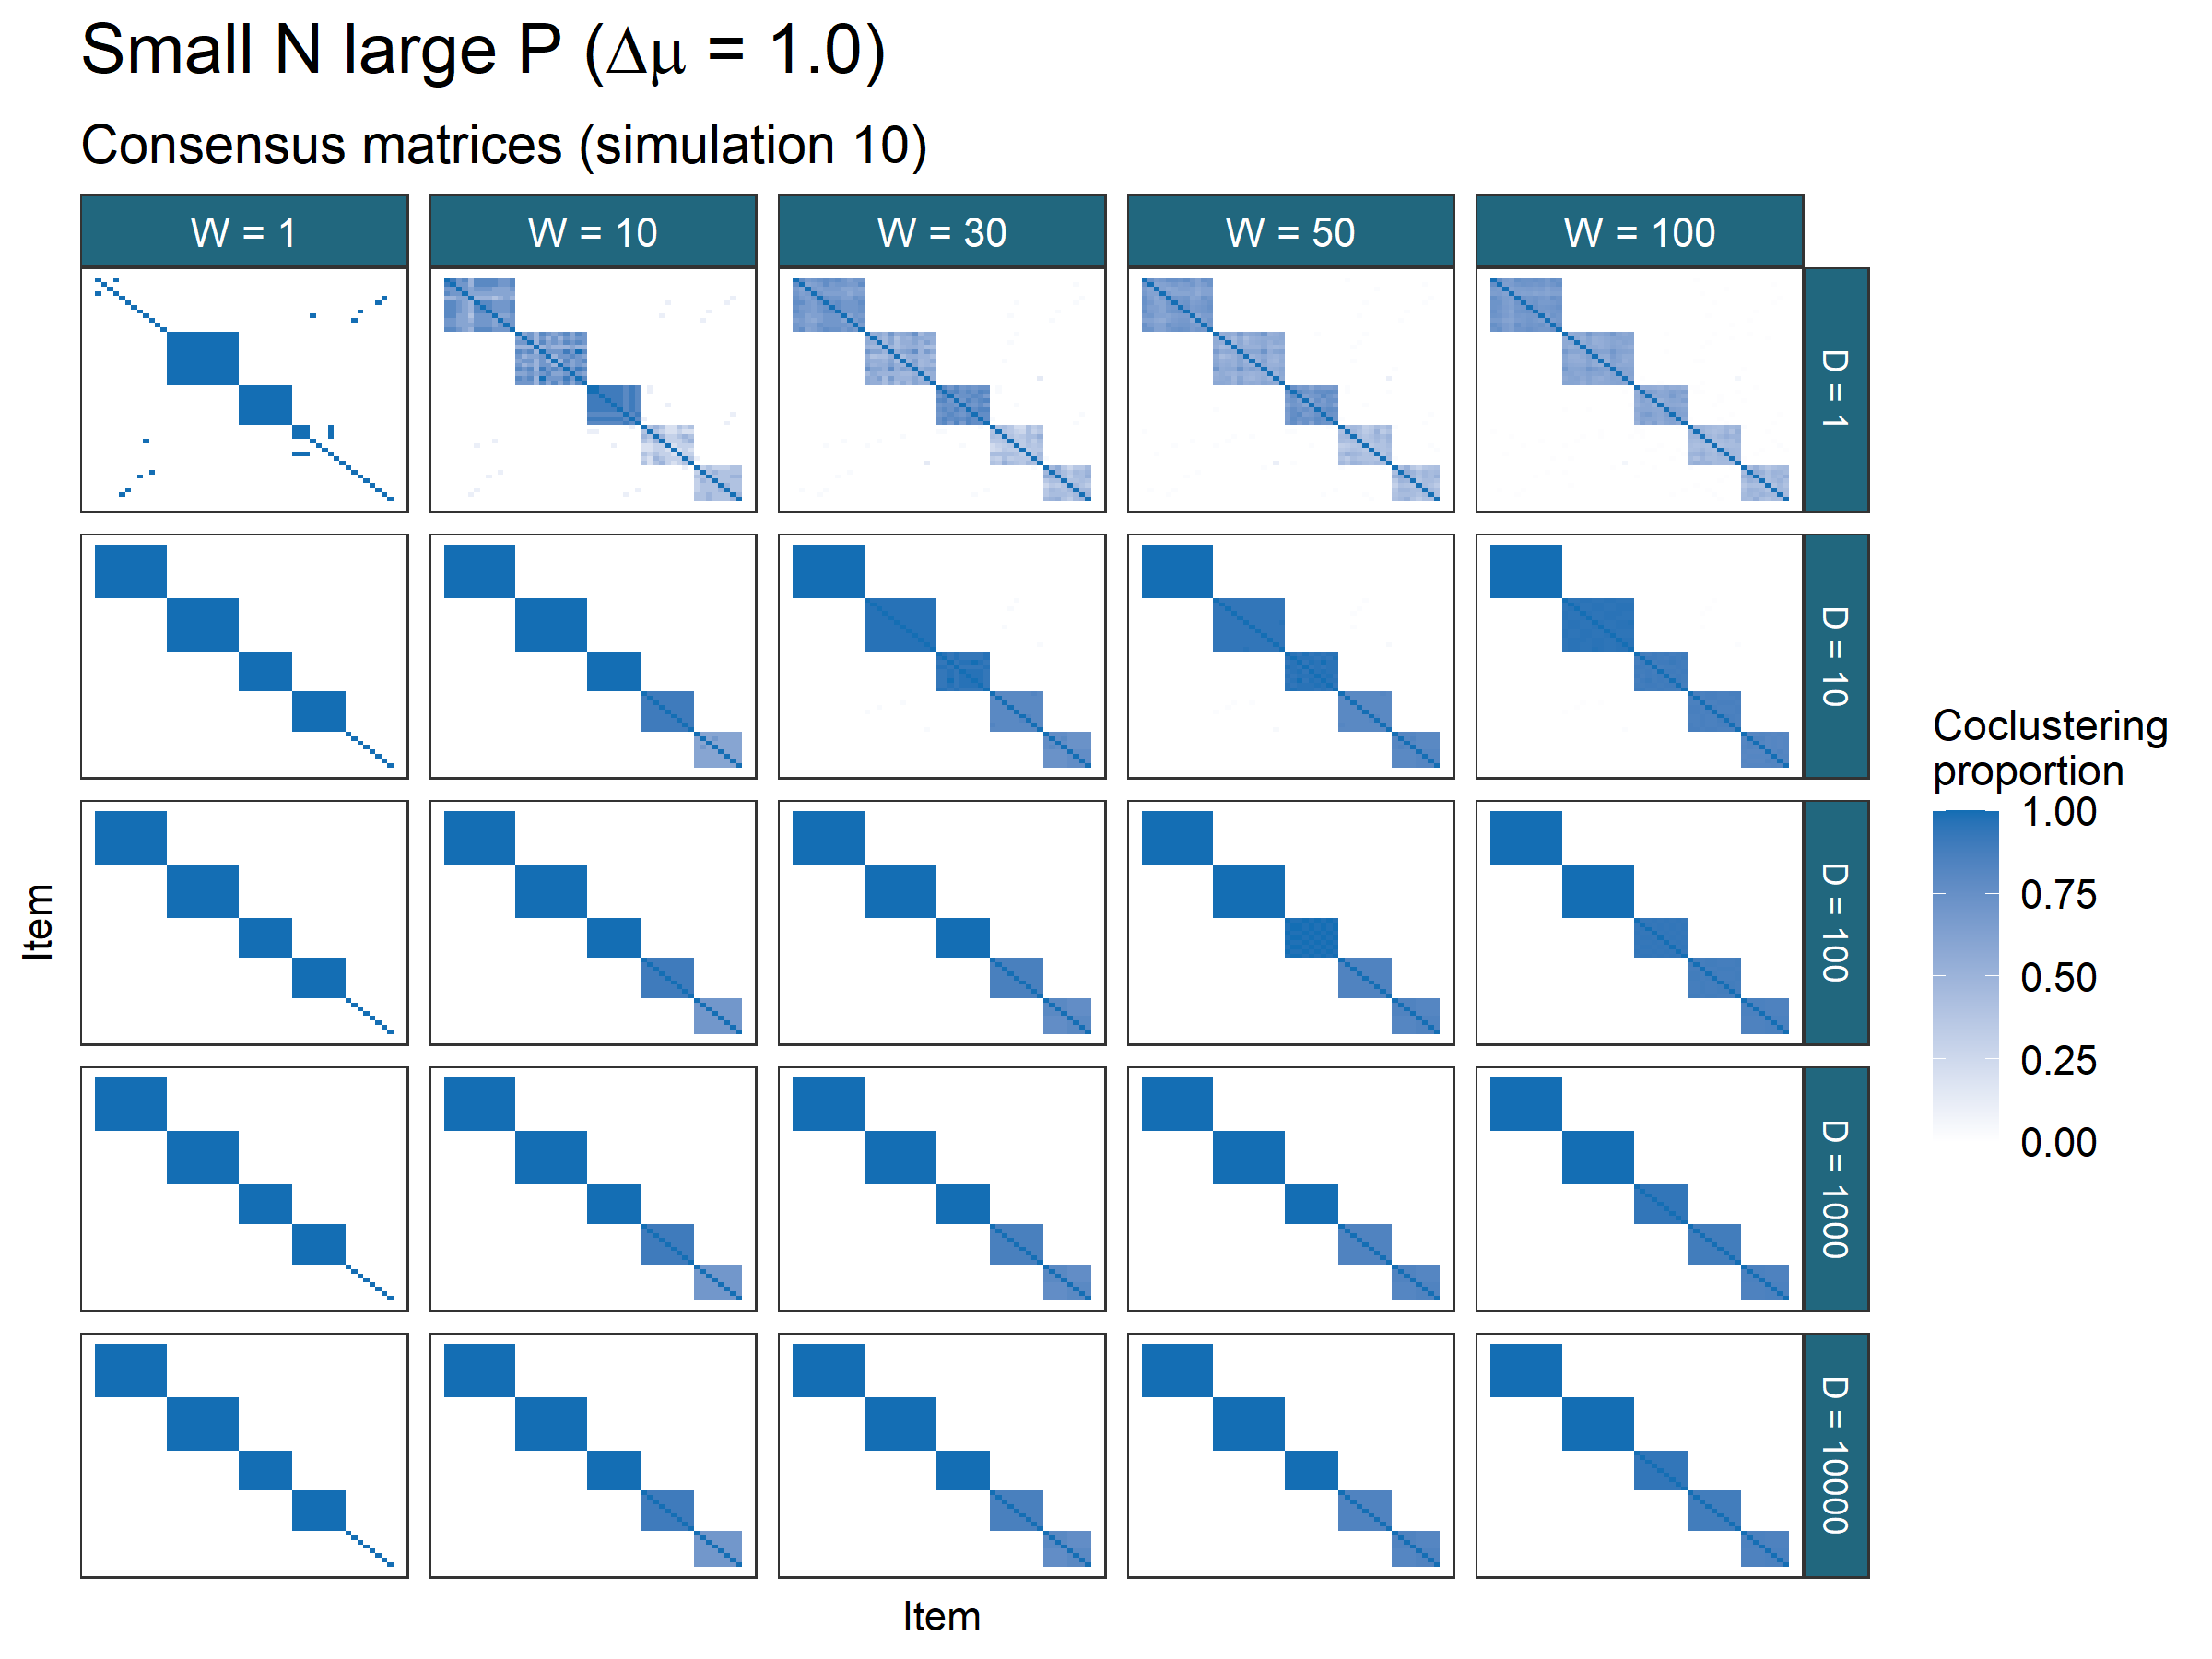 Small N large P (Δμ = 1.0)
Consensus matrices (simulation 10)
W = 1
W = 10
W = 30
W = 50
W = 100
D = 1
D = 10
D = 100
D = 1000
D = 10000
Item
Item
Coclustering
proportion
1.00
0.75
0.50
0.25
0.00